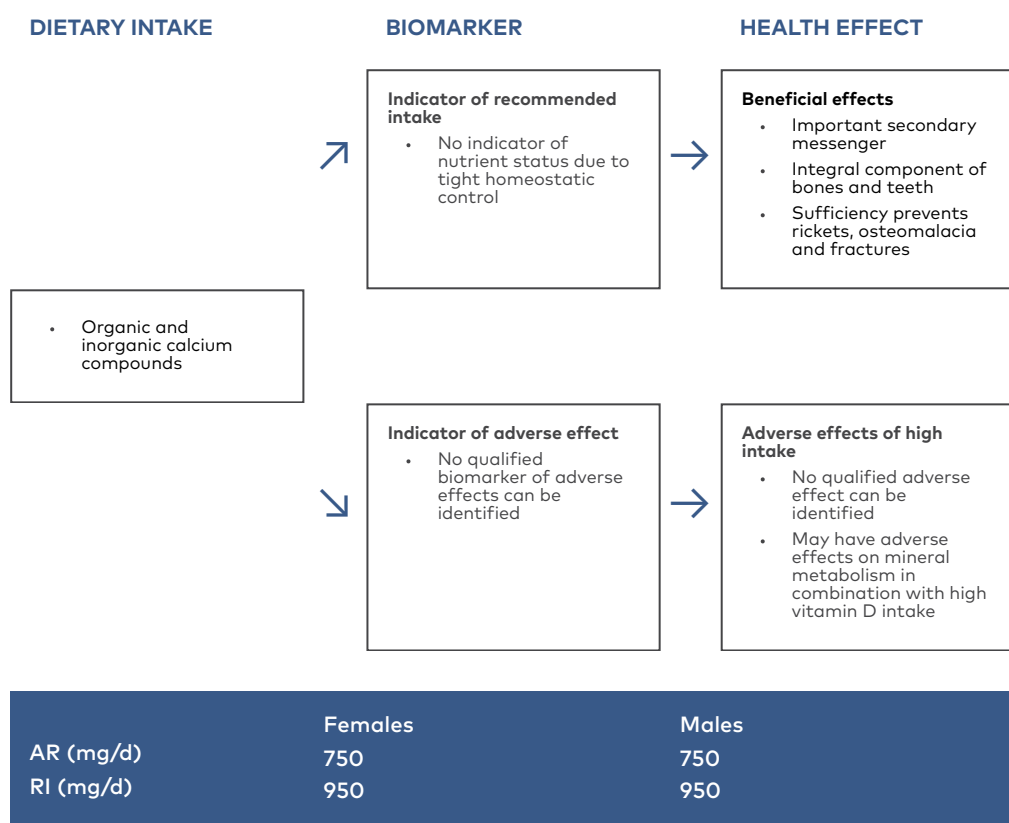 DIETARY INTAKE
BIOMARKER
HEALTH EFFECT
Indicator of recommended
intake
• No indicator of
nutrient status due to
tight homeostatic
control
Beneficial effects
• Important secondary
messenger
• Integral component of
bones and teeth
• Sufficiency prevents
rickets, osteomalacia
and fractures
• Organic and
inorganic calcium
compounds
Indicator of adverse effect
• No qualified
biomarker of adverse
effects can be
identified
Adverse effects of high
intake
• No qualified adverse
effect can be
identified
• May have adverse
effects on mineral
metabolism in
combination with high
vitamin D intake
Females Males
AR (mg/d) 750 750
RI (mg/d) 950 950